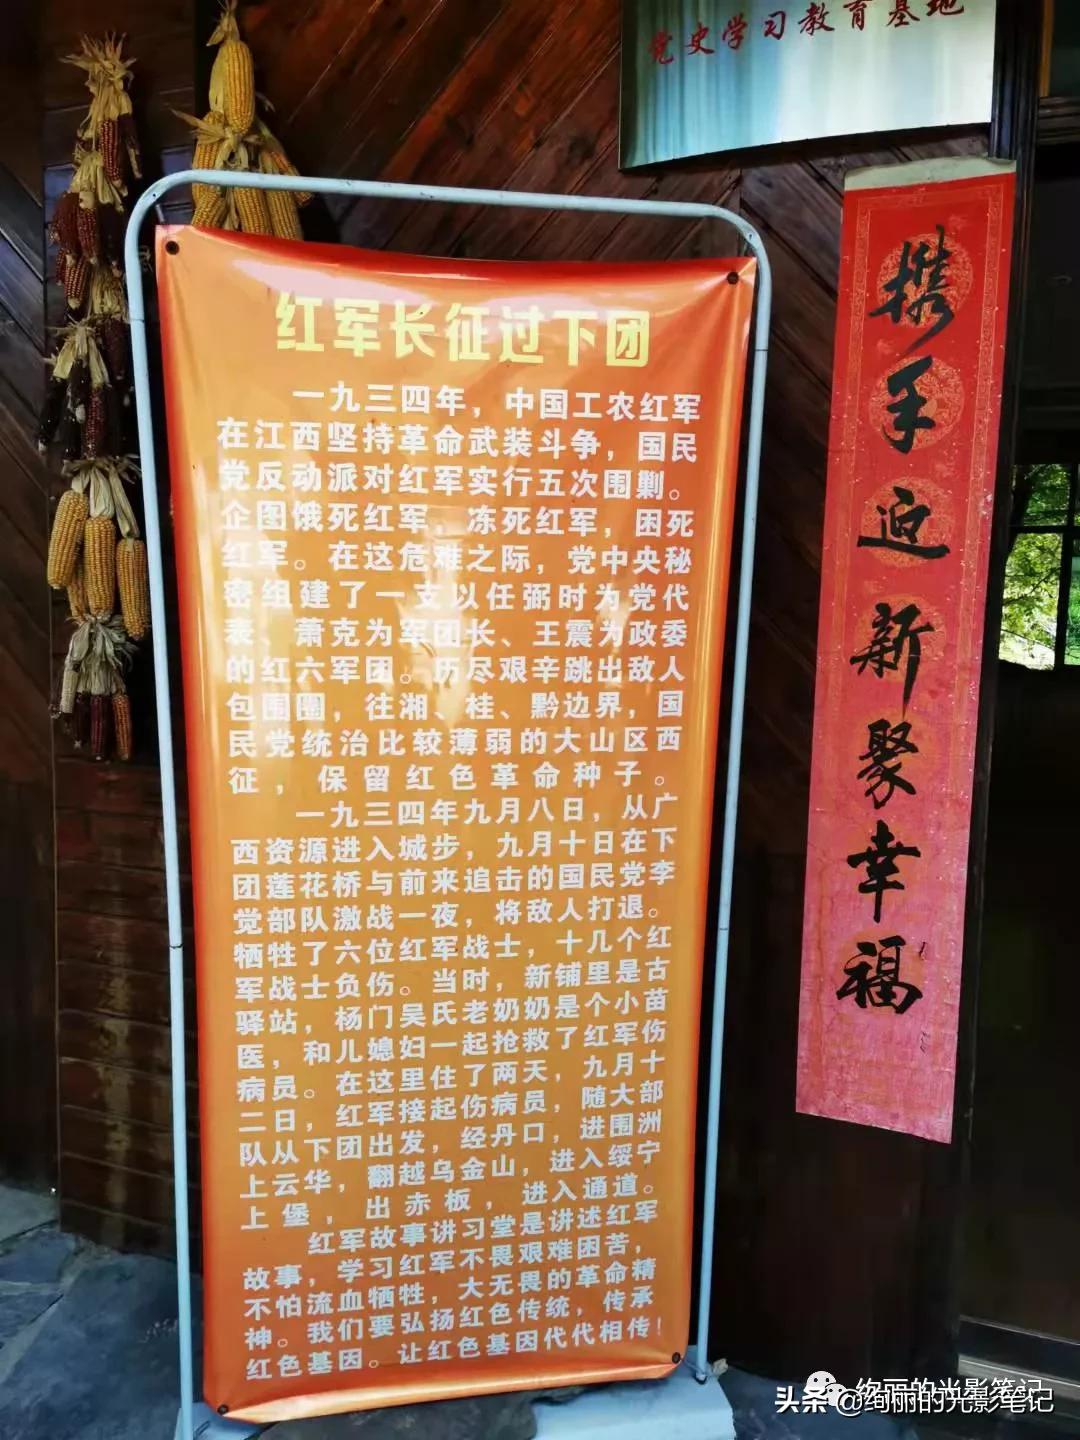 党史学习教育基地
红军长征过下团
一九三四年，中国工农红军
在江西坚持革命武装斗争，国民
党反动派对红军实行五次围剿。
企图饿死红军，冻死红军，困死
红军。在这危难之际，党中央秘
密组建了一支以任弼时为党代
表、萧克为军团长、王震为政委
的红六军团。历尽艰辛跳出敌人
包围圈，往湘、桂、黔边界，国
民党统治比较薄弱的大山区西
征，保留红色革命种子。
一九三四年九月八日，从广
西资源进入城步，九月十日在下
团莲花桥与前来追击的国民党李
觉部队激战一夜，将敌人打退。
牺牲了六位红军战士，十几个红
军战士负伤。当时，新铺里是古
驿站，杨门吴氏老奶奶是个小苗
医，和儿媳妇一起抢救了红军伤
病员。在这里住了两天，九月十
二日，红军接起伤病员，随大部
队从下团出发，经丹口，进围洲
上云华，翻越乌金山，进入绥宁
上堡，出赤板，进入通道。
红军故事讲习堂是讲述红军
故事，学习红军不畏艰难困苦，
不怕流血牺牲，大无畏的革命精
神。我们要弘扬红色传统，传承
红色基因。让红色基因代代相传！
携手迎新聚幸福
绚丽的光影笔记
头条@绚丽的光影笔记